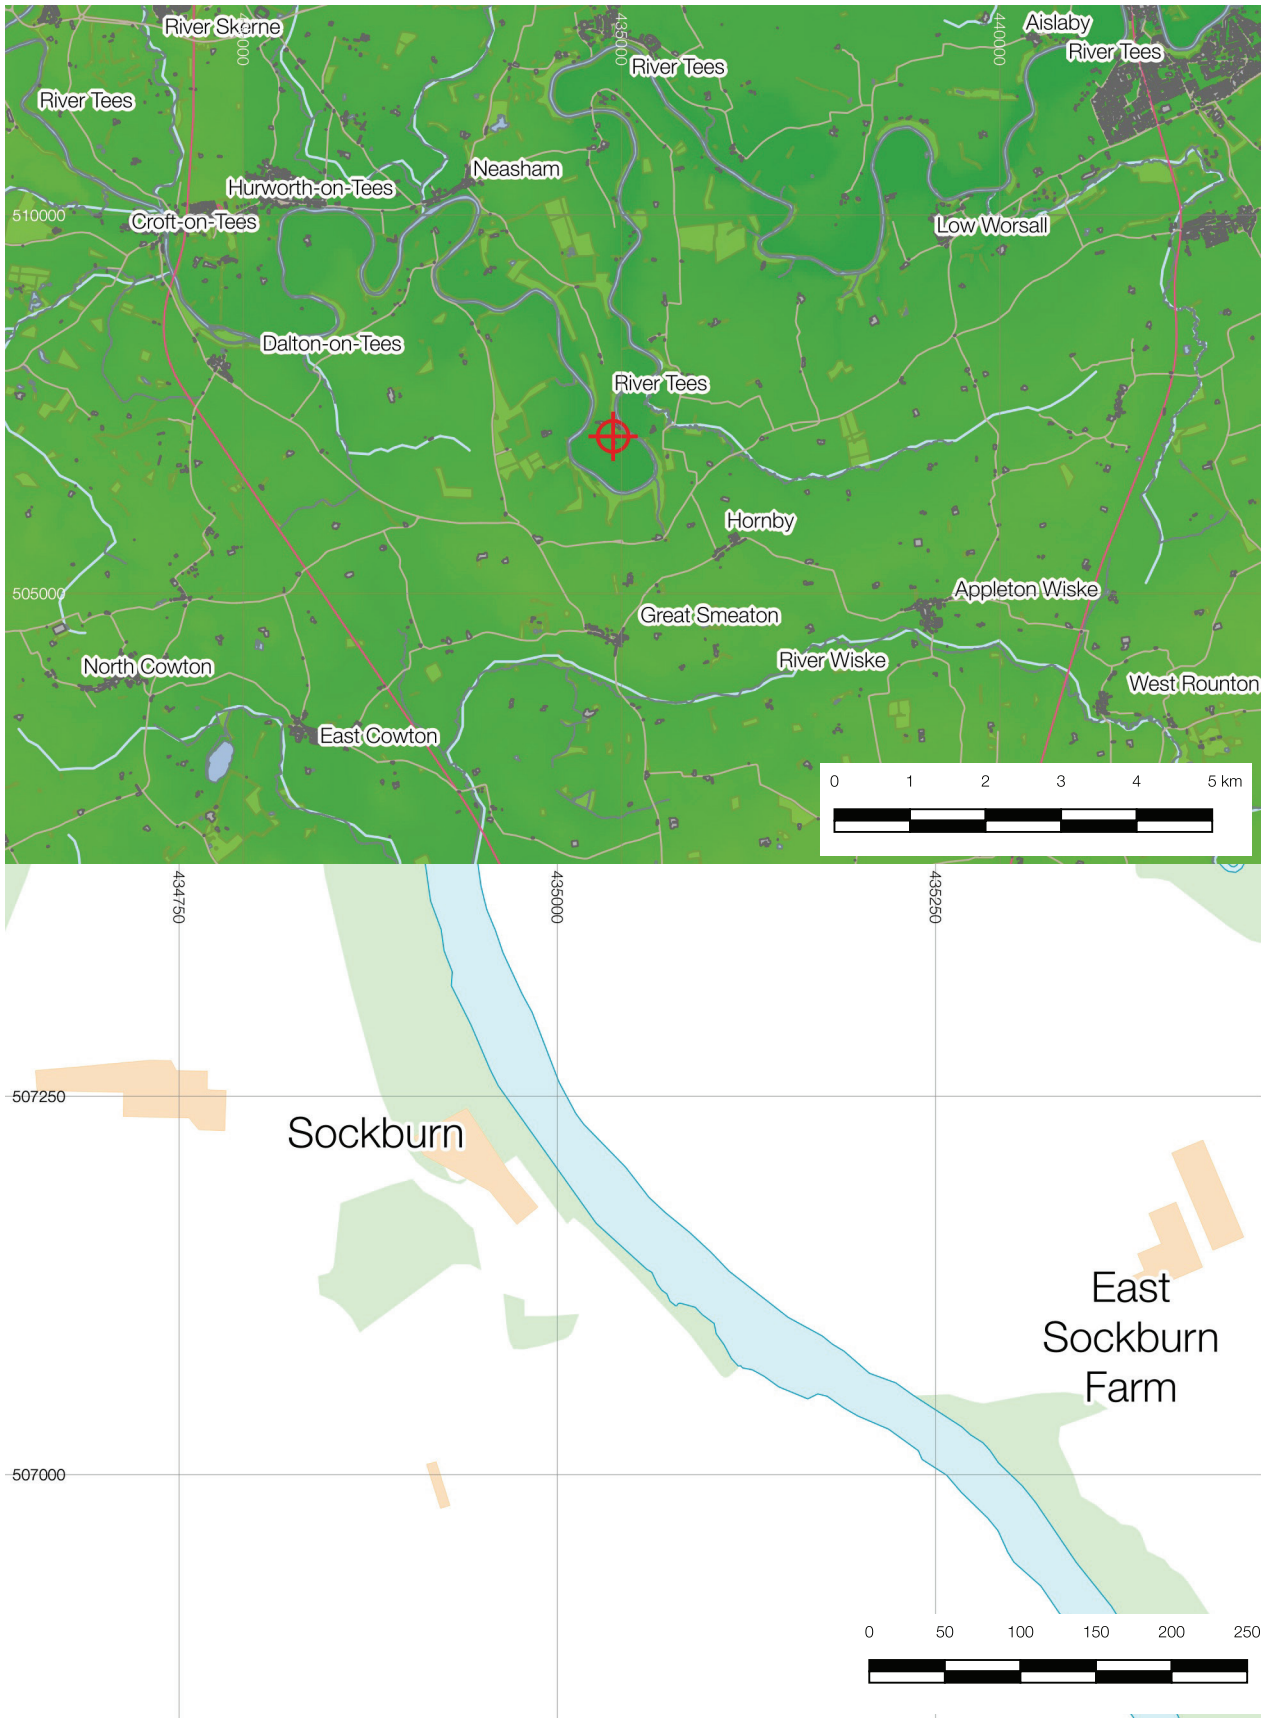 River Skerne
430000
435000
440000
Aislaby
River Tees
River Tees
River Tees
Neasham
Hurworth-on-Tees
510000
Croft-on-Tees
Low Worsall
Dalton-on-Tees
River Tees
Hornby
505000
Appleton Wiske
Great Smeaton
River Wiske
North Cowton
West Rounton
East Cowton
0 1 2 3 4 5 km
434750
435000
435250
507250
Sockburn
East
Sockburn
Farm
507000
0 50 100 150 200 250